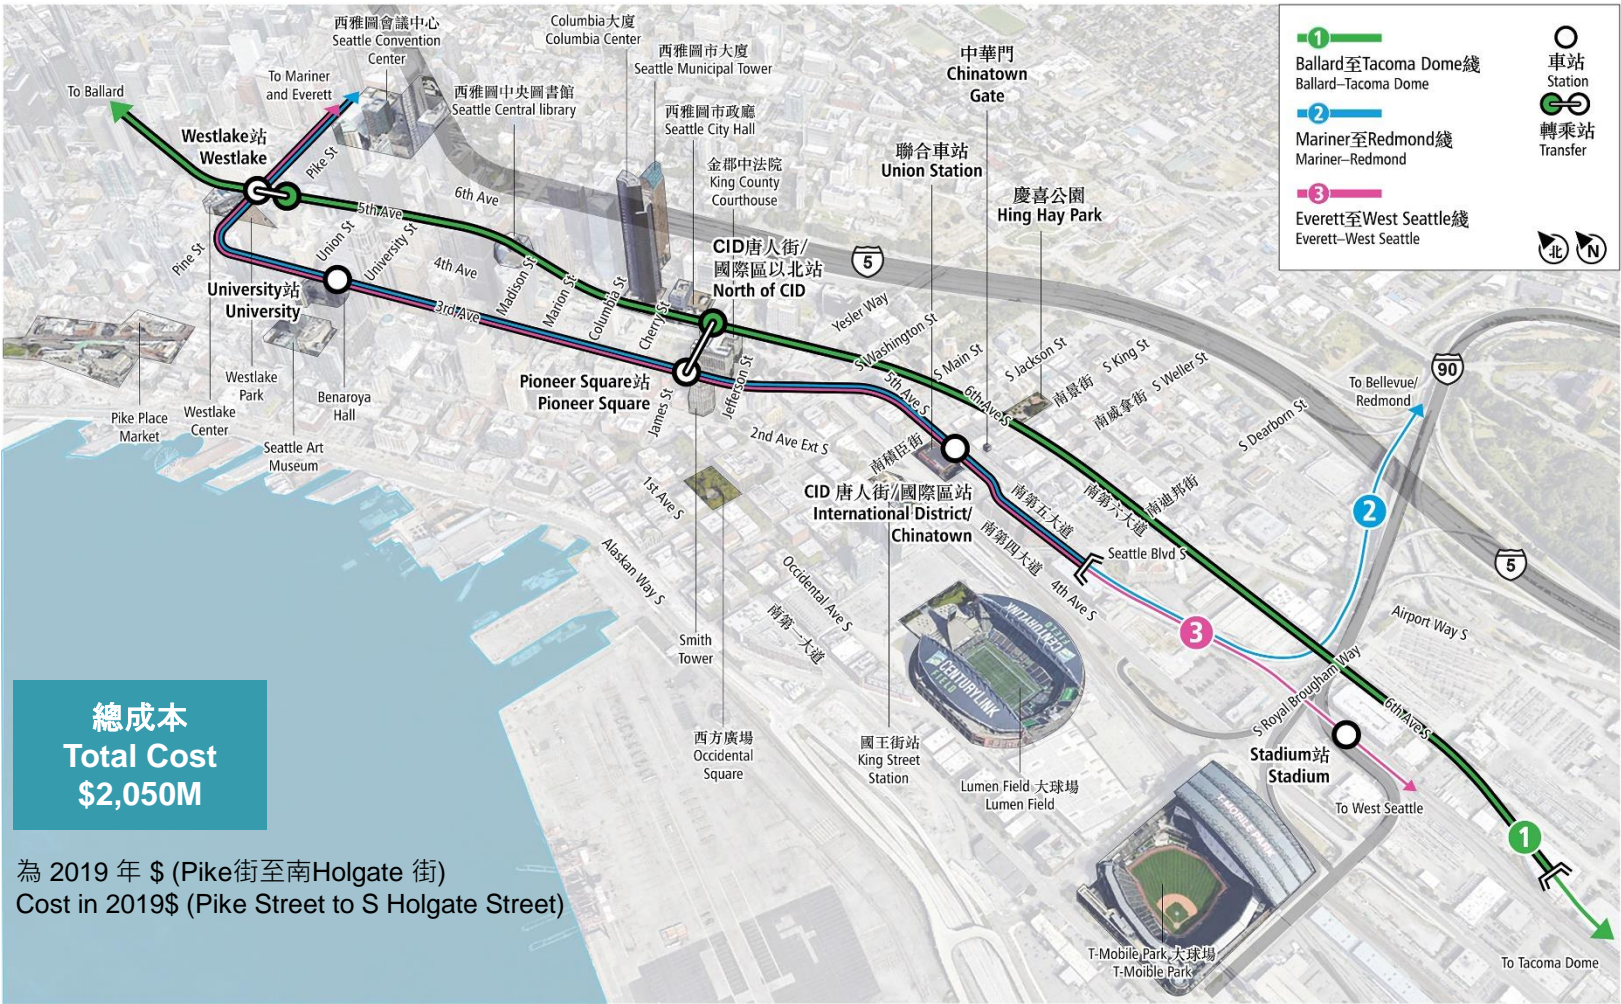 To Ballard
To Mariner
and Everett
西雅圖會議中心
Seattle Convention
Center
西雅圖中央圖書館
Seattle Central library
Columbia大廈
Columbia Center
西雅圖市大廈
Seattle Municipal Tower
西雅圖市政廳
Seattle City Hall
金郡中法院
King County
Courthouse
中華門
Chinatown
Gate
聯合車站
Union Station
慶喜公園
Hing Hay Park
1
Ballard至Tacoma Dome綫
Ballard–Tacoma Dome
2
Mariner至Redmond綫
Mariner–Redmond
3
Everett至West Seattle綫
Everett–West Seattle
車站
Station
轉乘站
Transfer
北
N
Westlake站
Westlake
Pike St
Pine St
5th Ave
6th Ave
4th Ave
3rd Ave
Union St
University St
Madison St
Marion St
Columbia St
Cherry St
James St
Jefferson St
University站
University
CID唐人街/
國際區以北站
North of CID
Pioneer Square站
Pioneer Square
5
Yesler Way
S Washington St
S Main St
S Jackson St
S King St
S Weller St
南景街
南威拿街
S Dearborn St
5th Ave S
6th Ave S
南積臣街
2nd Ave Ext S
1st Ave S
Alaskan Way S
Occidental Ave S
南第一大道
CID 唐人街/國際區站
International District/
Chinatown
南第五大道
南第四大道
南第六大道
南迪邦街
Seattle Blvd S
4th Ave S
90
To Bellevue/
Redmond
2
5
Airport Way S
3
S Royal Brougham Way
6th Ave S
Stadium站
Stadium
To West Seattle
1
To Tacoma Dome
Pike Place
Market
Westlake
Center
Westlake
Park
Seattle Art
Museum
Benaroya
Hall
Smith
Tower
西方廣場
Occidental
Square
國王街站
King Street
Station
CENTURYLINK
FIELD
CENTURYLINK
FIELD
Lumen Field 大球場
Lumen Field
T-MOBILE PARK
T-Mobile Park 大球場
T-Moible Park
總成本
Total Cost
$2,050M
為 2019 年 $ (Pike街至南Holgate 街)
Cost in 2019$ (Pike Street to S Holgate Street)